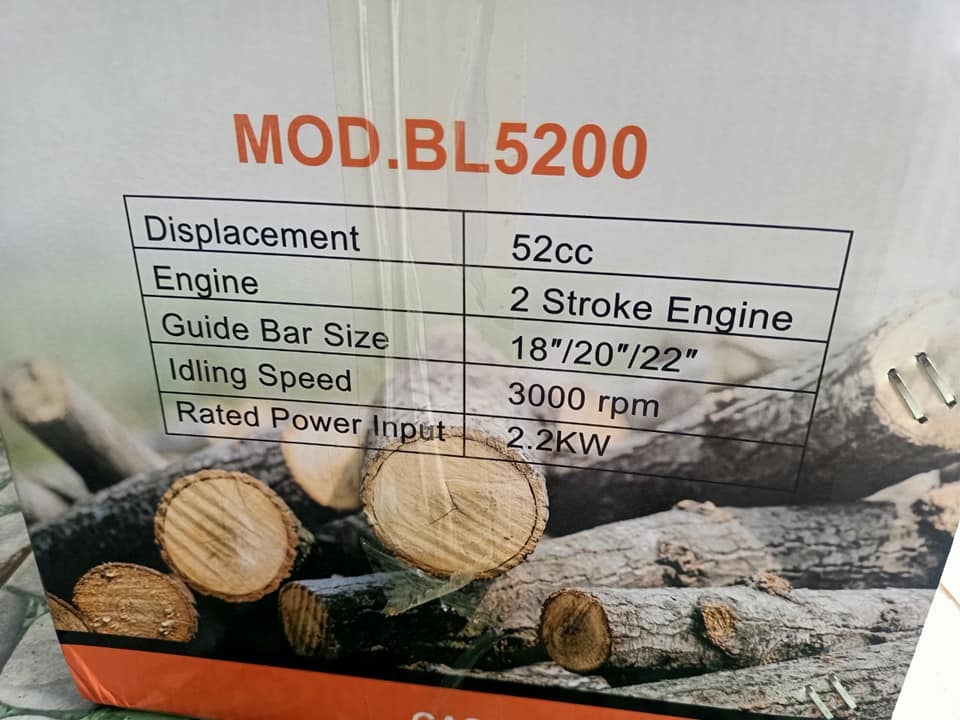 MOD.BL5200
Displacement 52cc
Engine 2 Stroke Engine
Guide Bar Size 18"/20"/22"
Idling Speed 3000 rpm
Rated Power Input 2.2KW